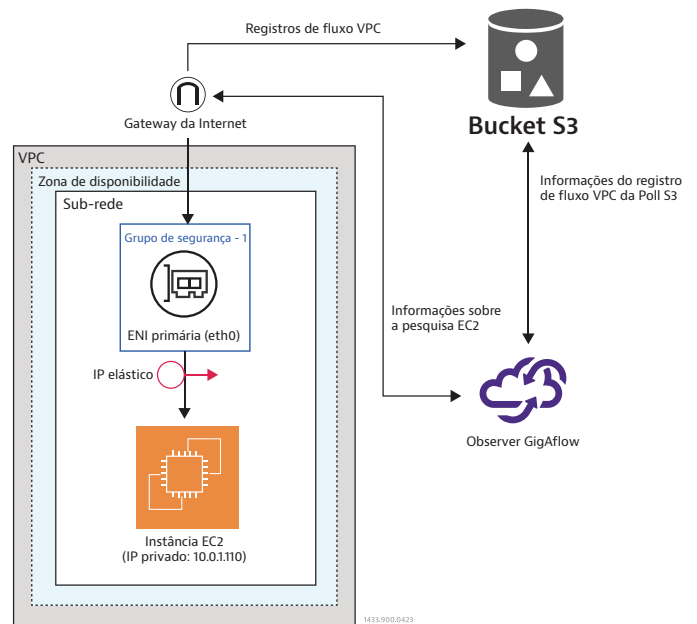 Registros de fluxo VPC
Bucket S3
Gateway da Internet
VPC
Zona de disponibilidade
Sub-rede
Grupo de segurança - 1
ENI primária (eth0)
IP elástico
Instância EC2
(IP privado: 10.0.1.110)
Informações do registro
de fluxo VPC da Poll S3
Informações sobre
a pesquisa EC2
Observer GigAflow
1433.900.0423